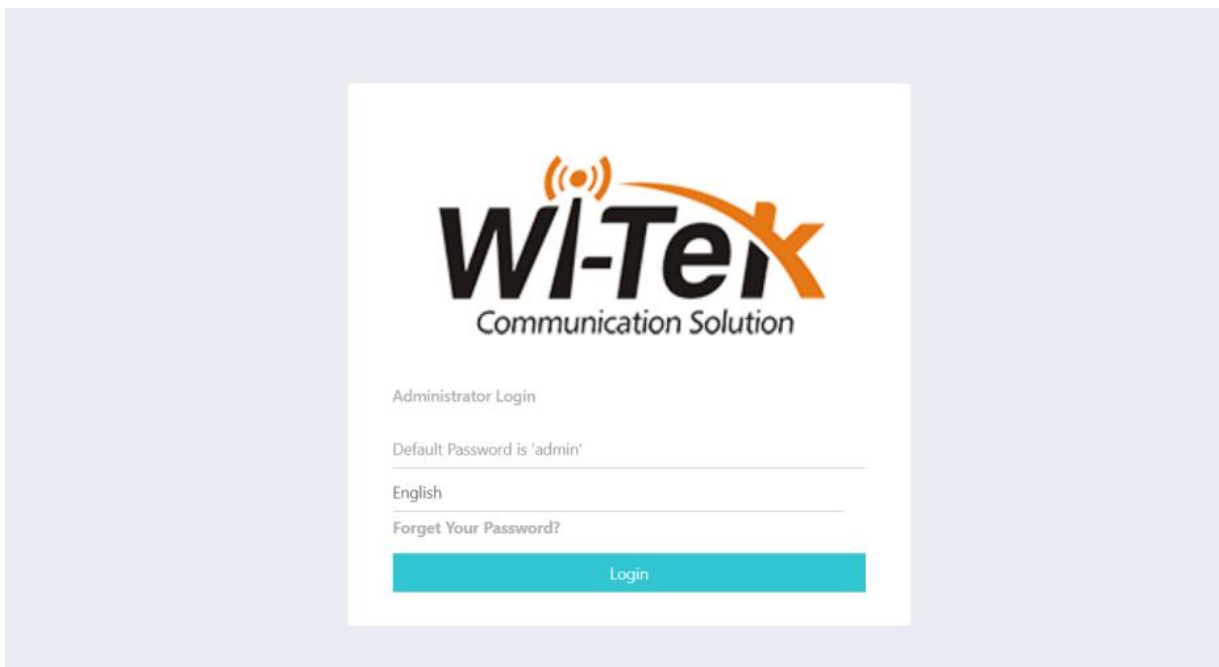 Wi-Tek
Communication Solution
Administrator Login
Default Password is 'admin'
English
Forget Your Password?
Login